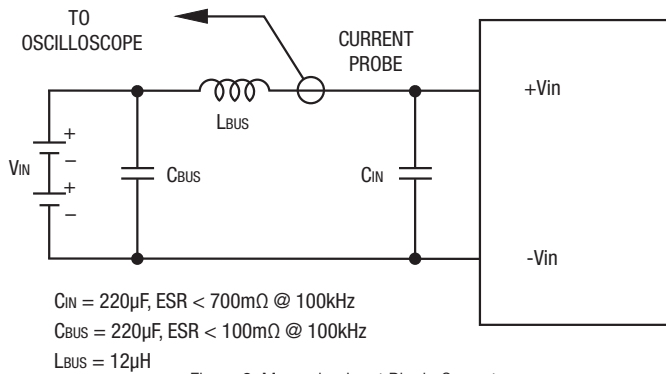 TO
OSCILLOSCOPE
CURRENT
PROBE
+Vin
LBUS
+
VIN
–
+
–
CBUS
CIN
-Vin
CIN = 220µF, ESR < 700mΩ @ 100kHz
CBUS = 220µF, ESR < 100mΩ @ 100kHz
LBUS = 12µH